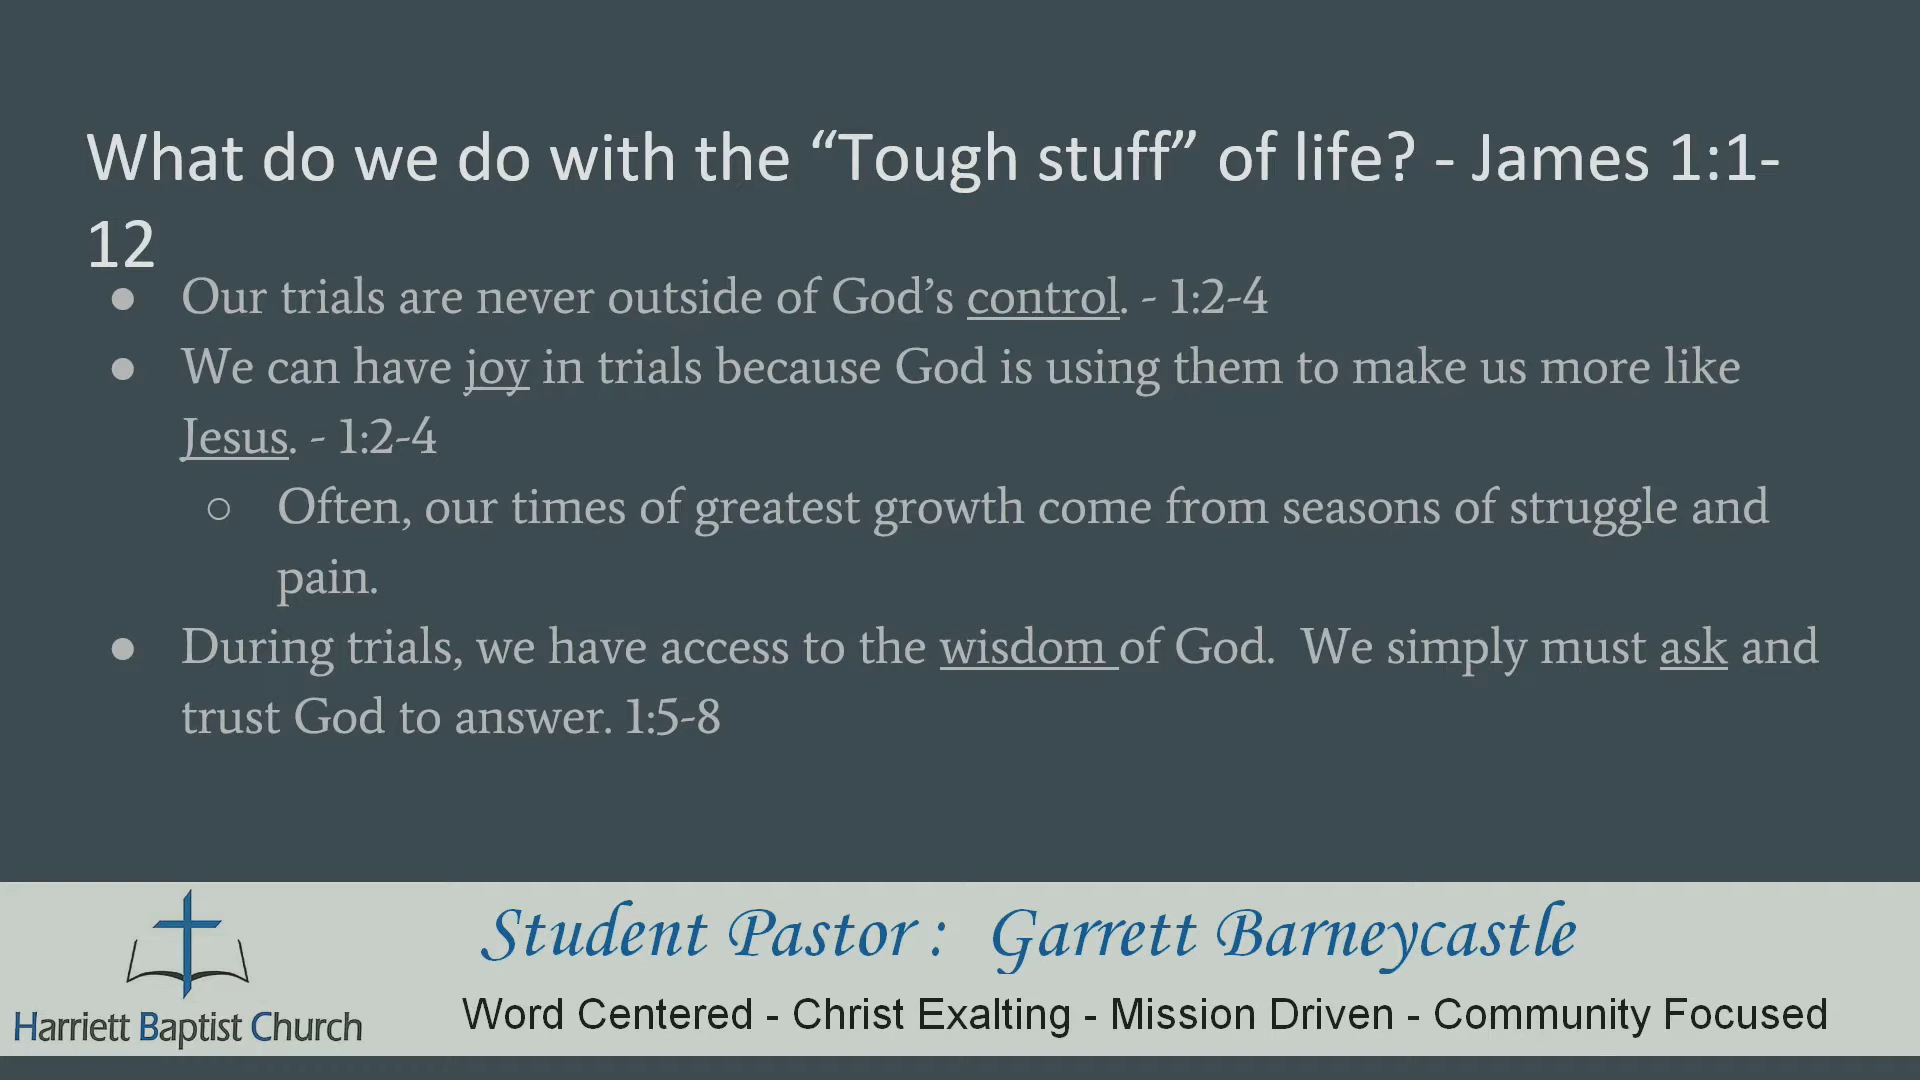 What do we do with the “Tough stuff” of life? - James 1:1-
12
● Our trials are never outside of God’s control. - 1:2-4
● We can have joy in trials because God is using them to make us more like
Jesus. - 1:2-4
○ Often, our times of greatest growth come from seasons of struggle and
pain.
● During trials, we have access to the wisdom of God.  We simply must ask and
trust God to answer. 1:5-8
Student Pastor :  Garrett Barneycastle
Harriett Baptist Church
Word Centered - Christ Exalting - Mission Driven - Community Focused